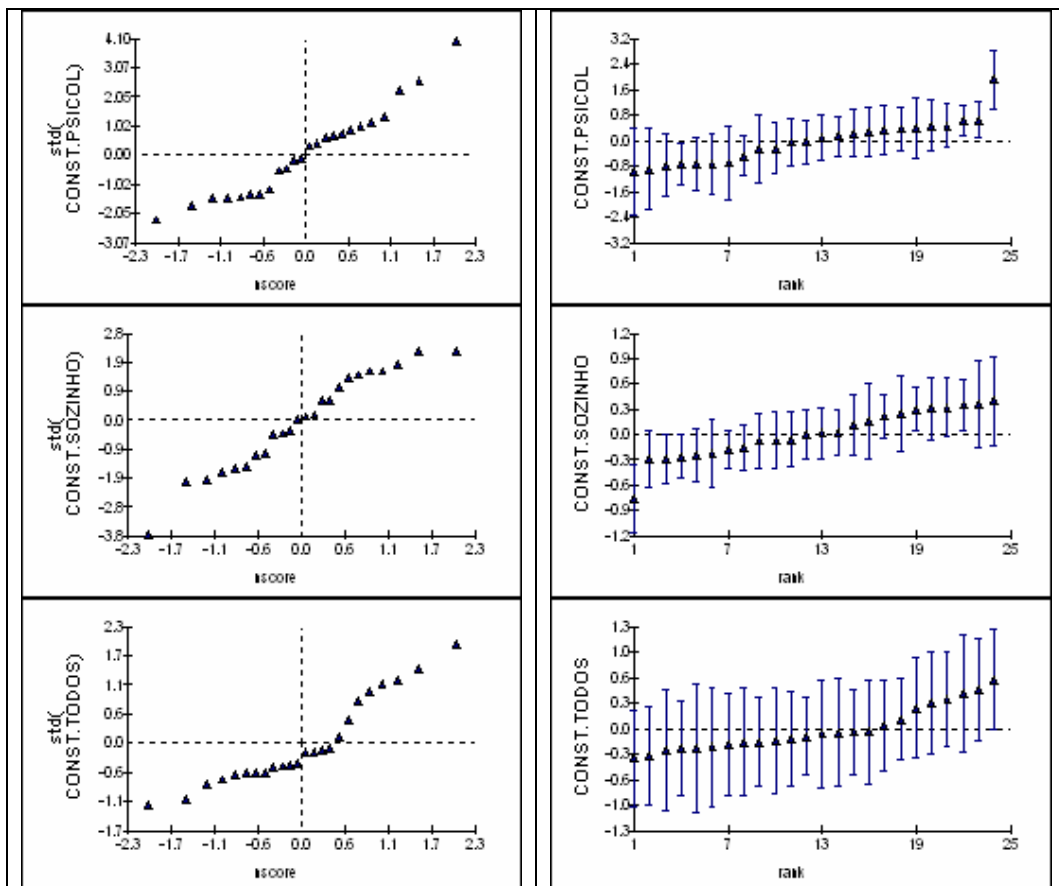 std(
CONST.PSICOL)
4.10
3.07
2.05
1.02
0.00
-1.02
-2.05
-3.07
-2.3 -1.7 -1.1 -0.6 0.0 0.6 1.1 1.7 2.3
nscore
CONST.PSICOL
3.2
2.4
1.6
0.8
0.0
-0.8
-1.6
-2.4
-3.2
1 7 13 19 25
rank
std(
CONST.SOZINHO)
2.8
1.9
0.9
0.0
-0.9
-1.9
-2.8
-3.8
-2.3 -1.7 -1.1 -0.6 0.0 0.6 1.1 1.7 2.3
nscore
CONST.SOZINHO
1.2
0.9
0.6
0.3
0.0
-0.3
-0.6
-0.9
-1.2
1 7 13 19 25
rank
std(
CONST.TODOS)
2.3
1.7
1.1
0.6
0.0
-0.6
-1.1
-1.7
-2.3 -1.7 -1.1 -0.6 0.0 0.6 1.1 1.7 2.3
nscore
CONST.TODOS
1.3
1.0
0.6
0.3
0.0
-0.3
-0.6
-1.0
-1.3
1 7 13 19 25
rank